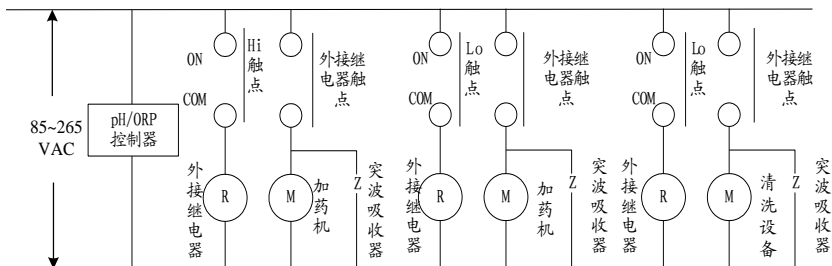 85~265
VAC
pH/ORP
控制器
ON
COM
Hi
触点
外接继
电器触
点
外接继电器
R
M
加药机
Z
突波吸收器
ON
COM
Lo
触点
外接继
电器触
点
外接继电器
R
M
加药机
Z
突波吸收器
ON
COM
Lo
触点
外接继
电器触
点
外接继电器
R
M
清洗设备
Z
突波吸收器